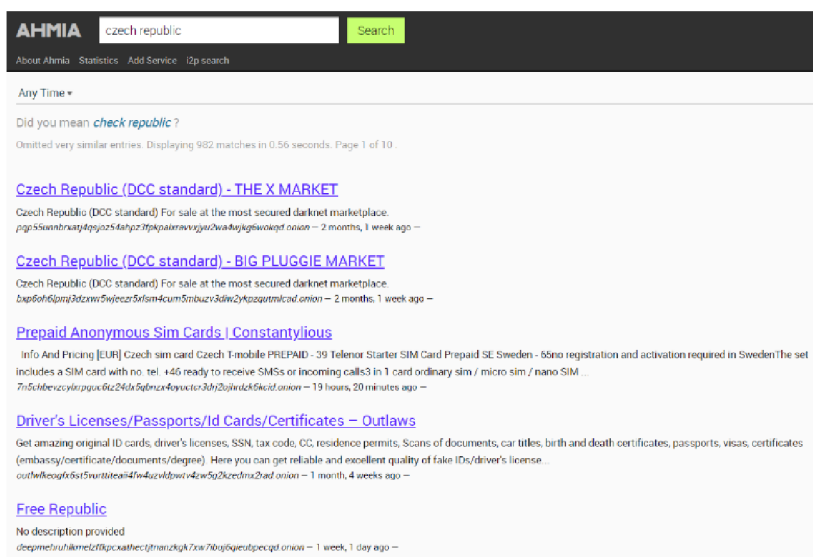 AHMIA czech republic Search
About Ahmia Statistics Add Service i2p search
Any Time
Did you mean check republic ?
Omitted very similar entries. Displaying 982 matches in 0.56 seconds. Page 1 of 10 .
Czech Republic (DCC standard) - THE X MARKET
Czech Republic (DCC standard) For sale at the most secured darknet marketplace.
— 2 months, 1 week ago —
Czech Republic (DCC standard) - BIG PLUGGIE MARKET
Czech Republic (DCC standard) For sale at the most secured darknet marketplace.
— 2 months, 1 week ago —
Prepaid Anonymous Sim Cards | Constantylious
Info And Pricing [EUR] Czech sim card Czech T-mobile PREPAID - 39 Telenor Starter SIM Card Prepaid SE Sweden - 65no registration and activation required in SwedenThe set
includes a SIM card with no. tel. +46 ready to receive SMSs or incoming calls3 in 1 card ordinary sim / micro sim / nano SIM ...
— 19 hours, 20 minutes ago —
Driver's Licenses/Passports/Id Cards/Certificates – Outlaws
Get amazing original ID cards, driver's licenses, SSN, tax code, CC, residence permits, Scans of documents, car titles, birth and death certificates, passports, visas, certificates
(embassy/certificate/documents/degree). Here you can get reliable and excellent quality of fake IDs/driver's license...
— 1 month, 4 weeks ago —
Free Republic
No description provided
— 1 week, 1 day ago —